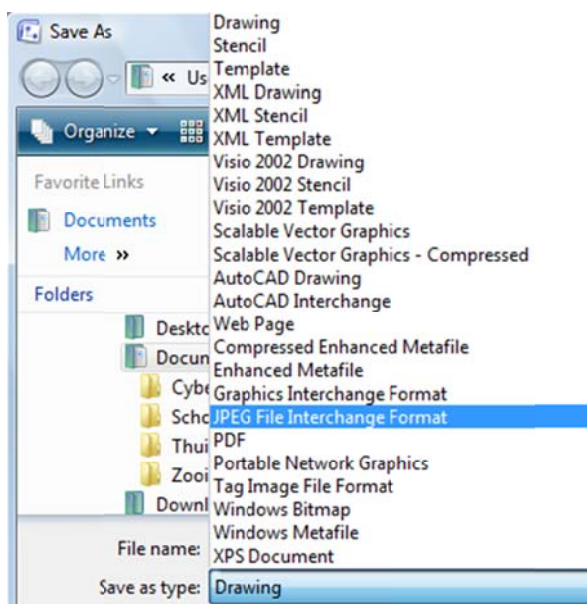 Save As
« Us
Organize
Favorite Links
Documents
More »
Folders
Deskto
Docun
Cybe
Scho
Thui
Zooi
Downl
Drawing
Stencil
Template
XML Drawing
XML Stencil
XML Template
Visio 2002 Drawing
Visio 2002 Stencil
Visio 2002 Template
Scalable Vector Graphics
Scalable Vector Graphics - Compressed
AutoCAD Drawing
AutoCAD Interchange
Web Page
Compressed Enhanced Metafile
Enhanced Metafile
Graphics Interchange Format
JPEG File Interchange Format
PDF
Portable Network Graphics
Tag Image File Format
Windows Bitmap
Windows Metafile
XPS Document
File name:
Save as type: Drawing